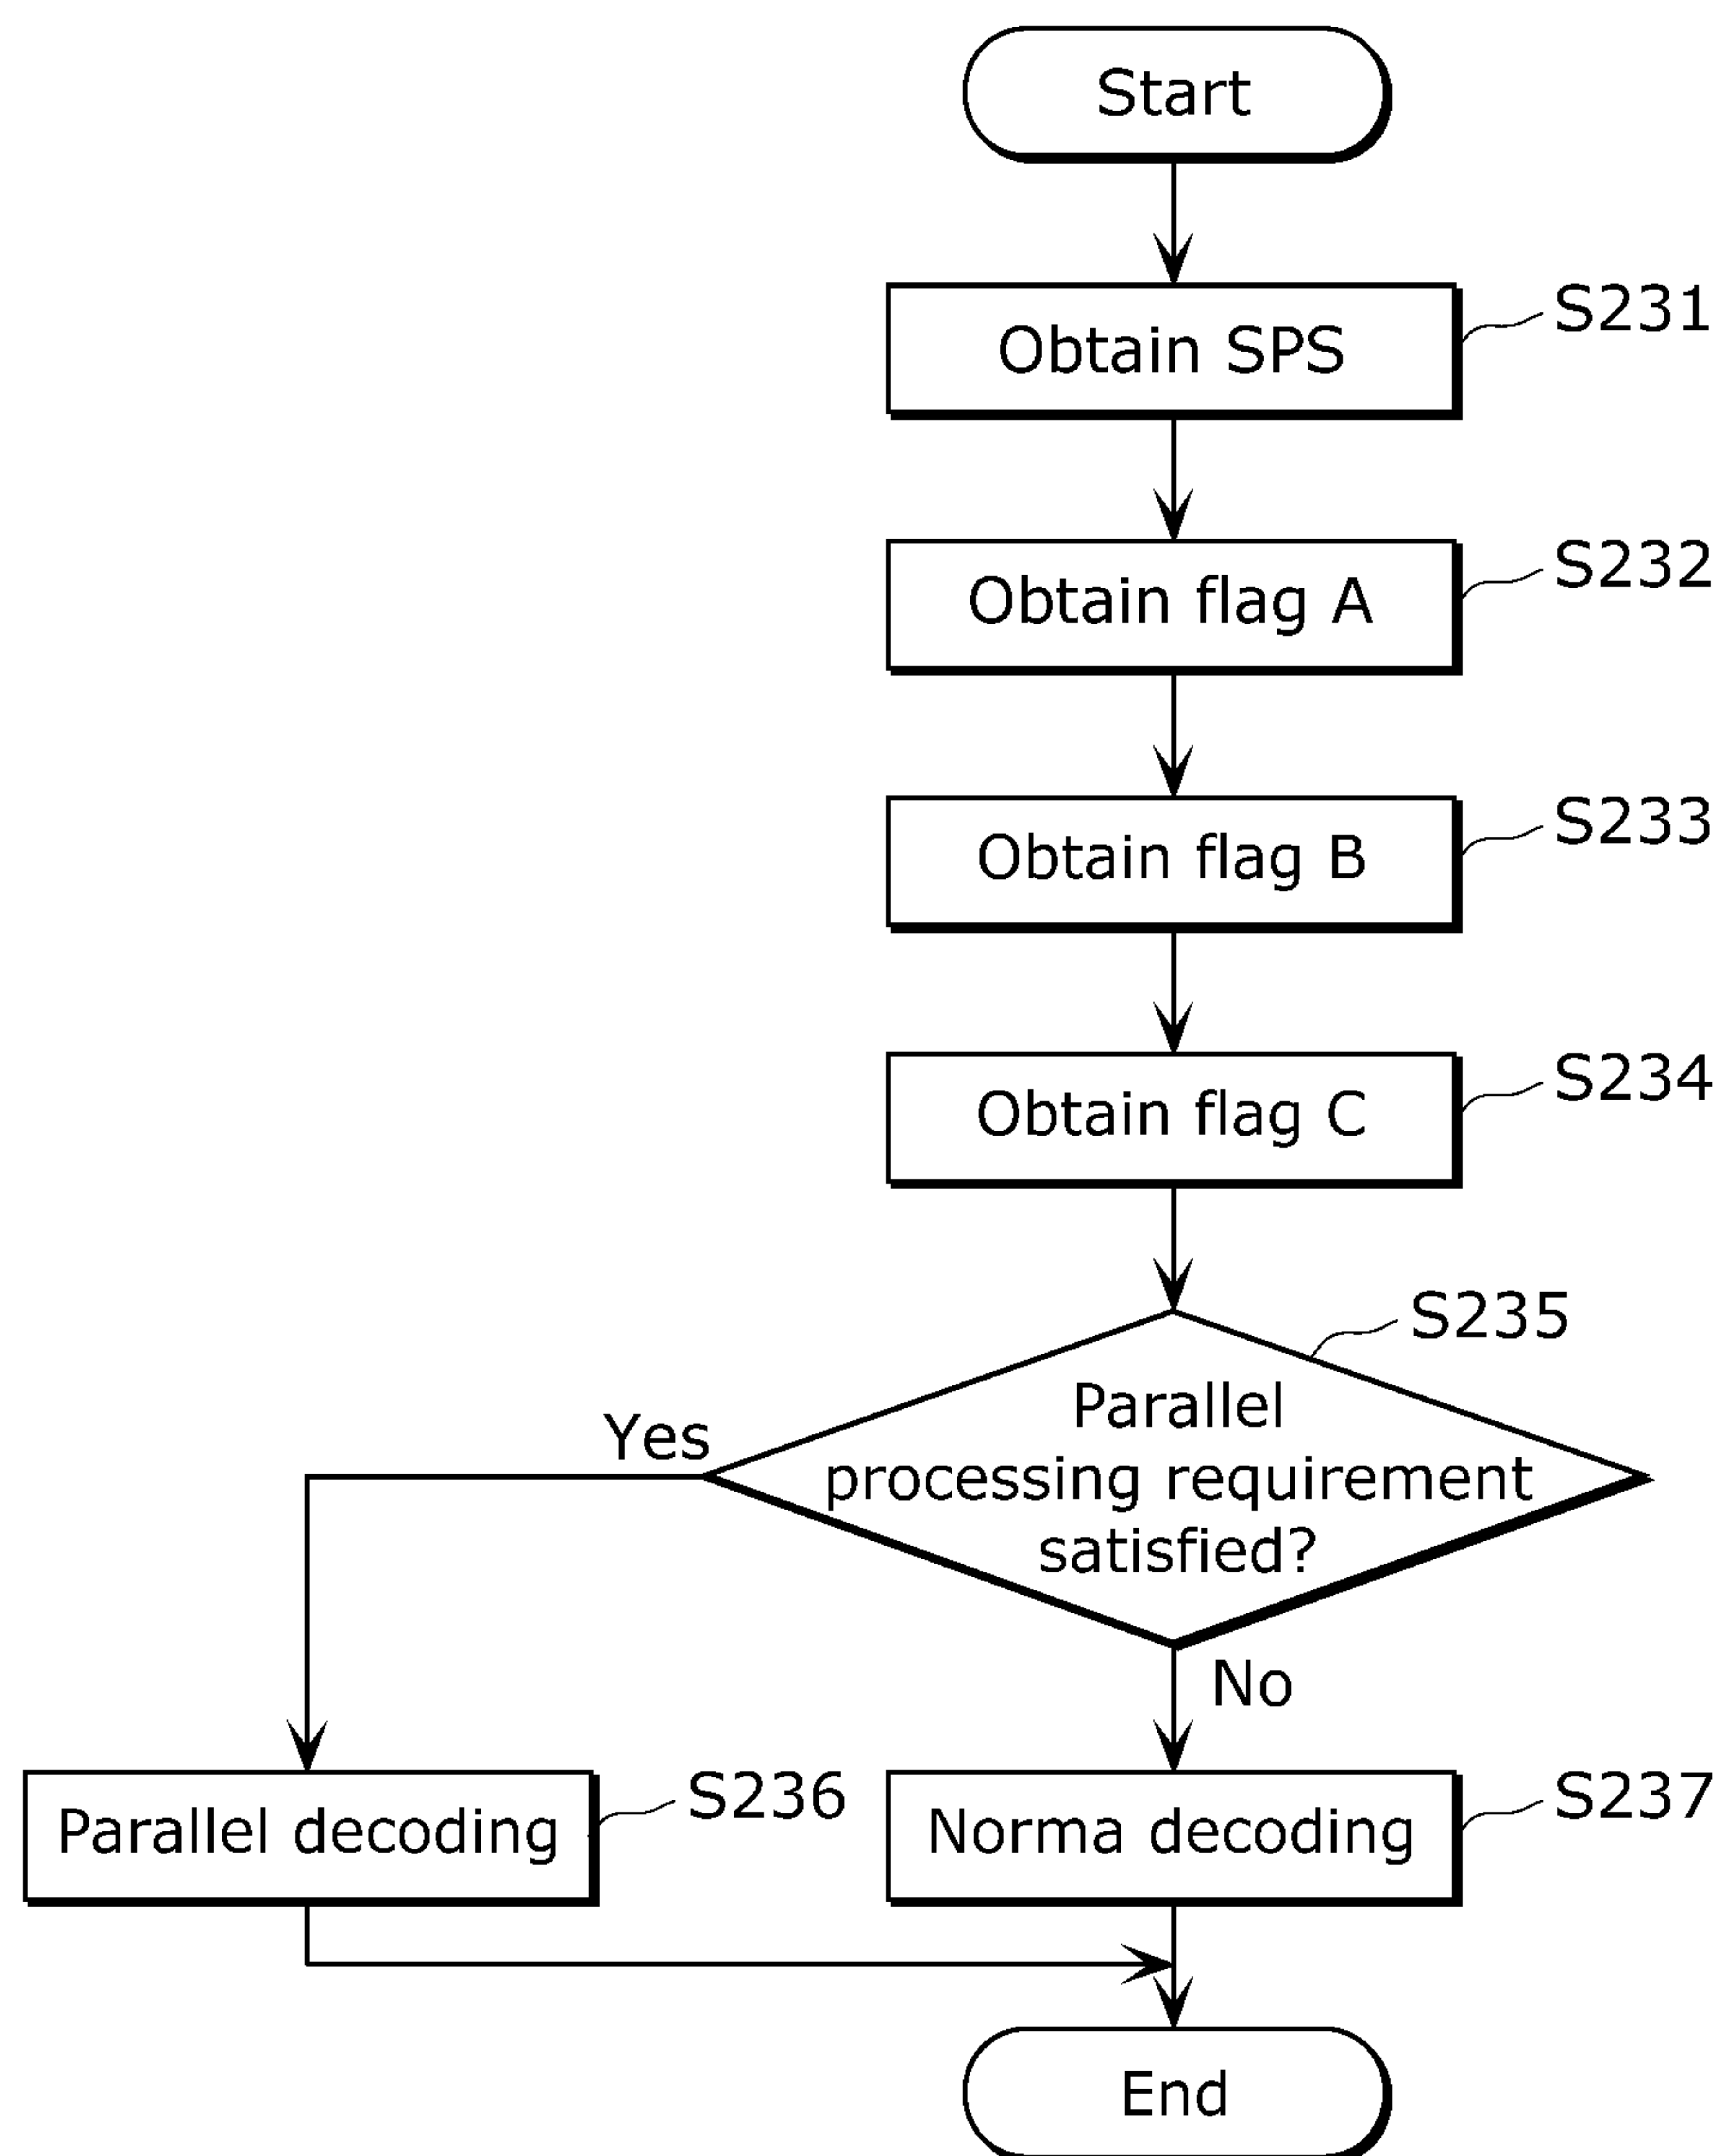 Start
Obtain SPS
S231
Obtain flag A
S232
Obtain flag B
S233
Obtain flag C
S234
S235
Parallel
processing requirement
satisfied?
Yes
No
Parallel decoding
S236
Norma decoding
S237
End